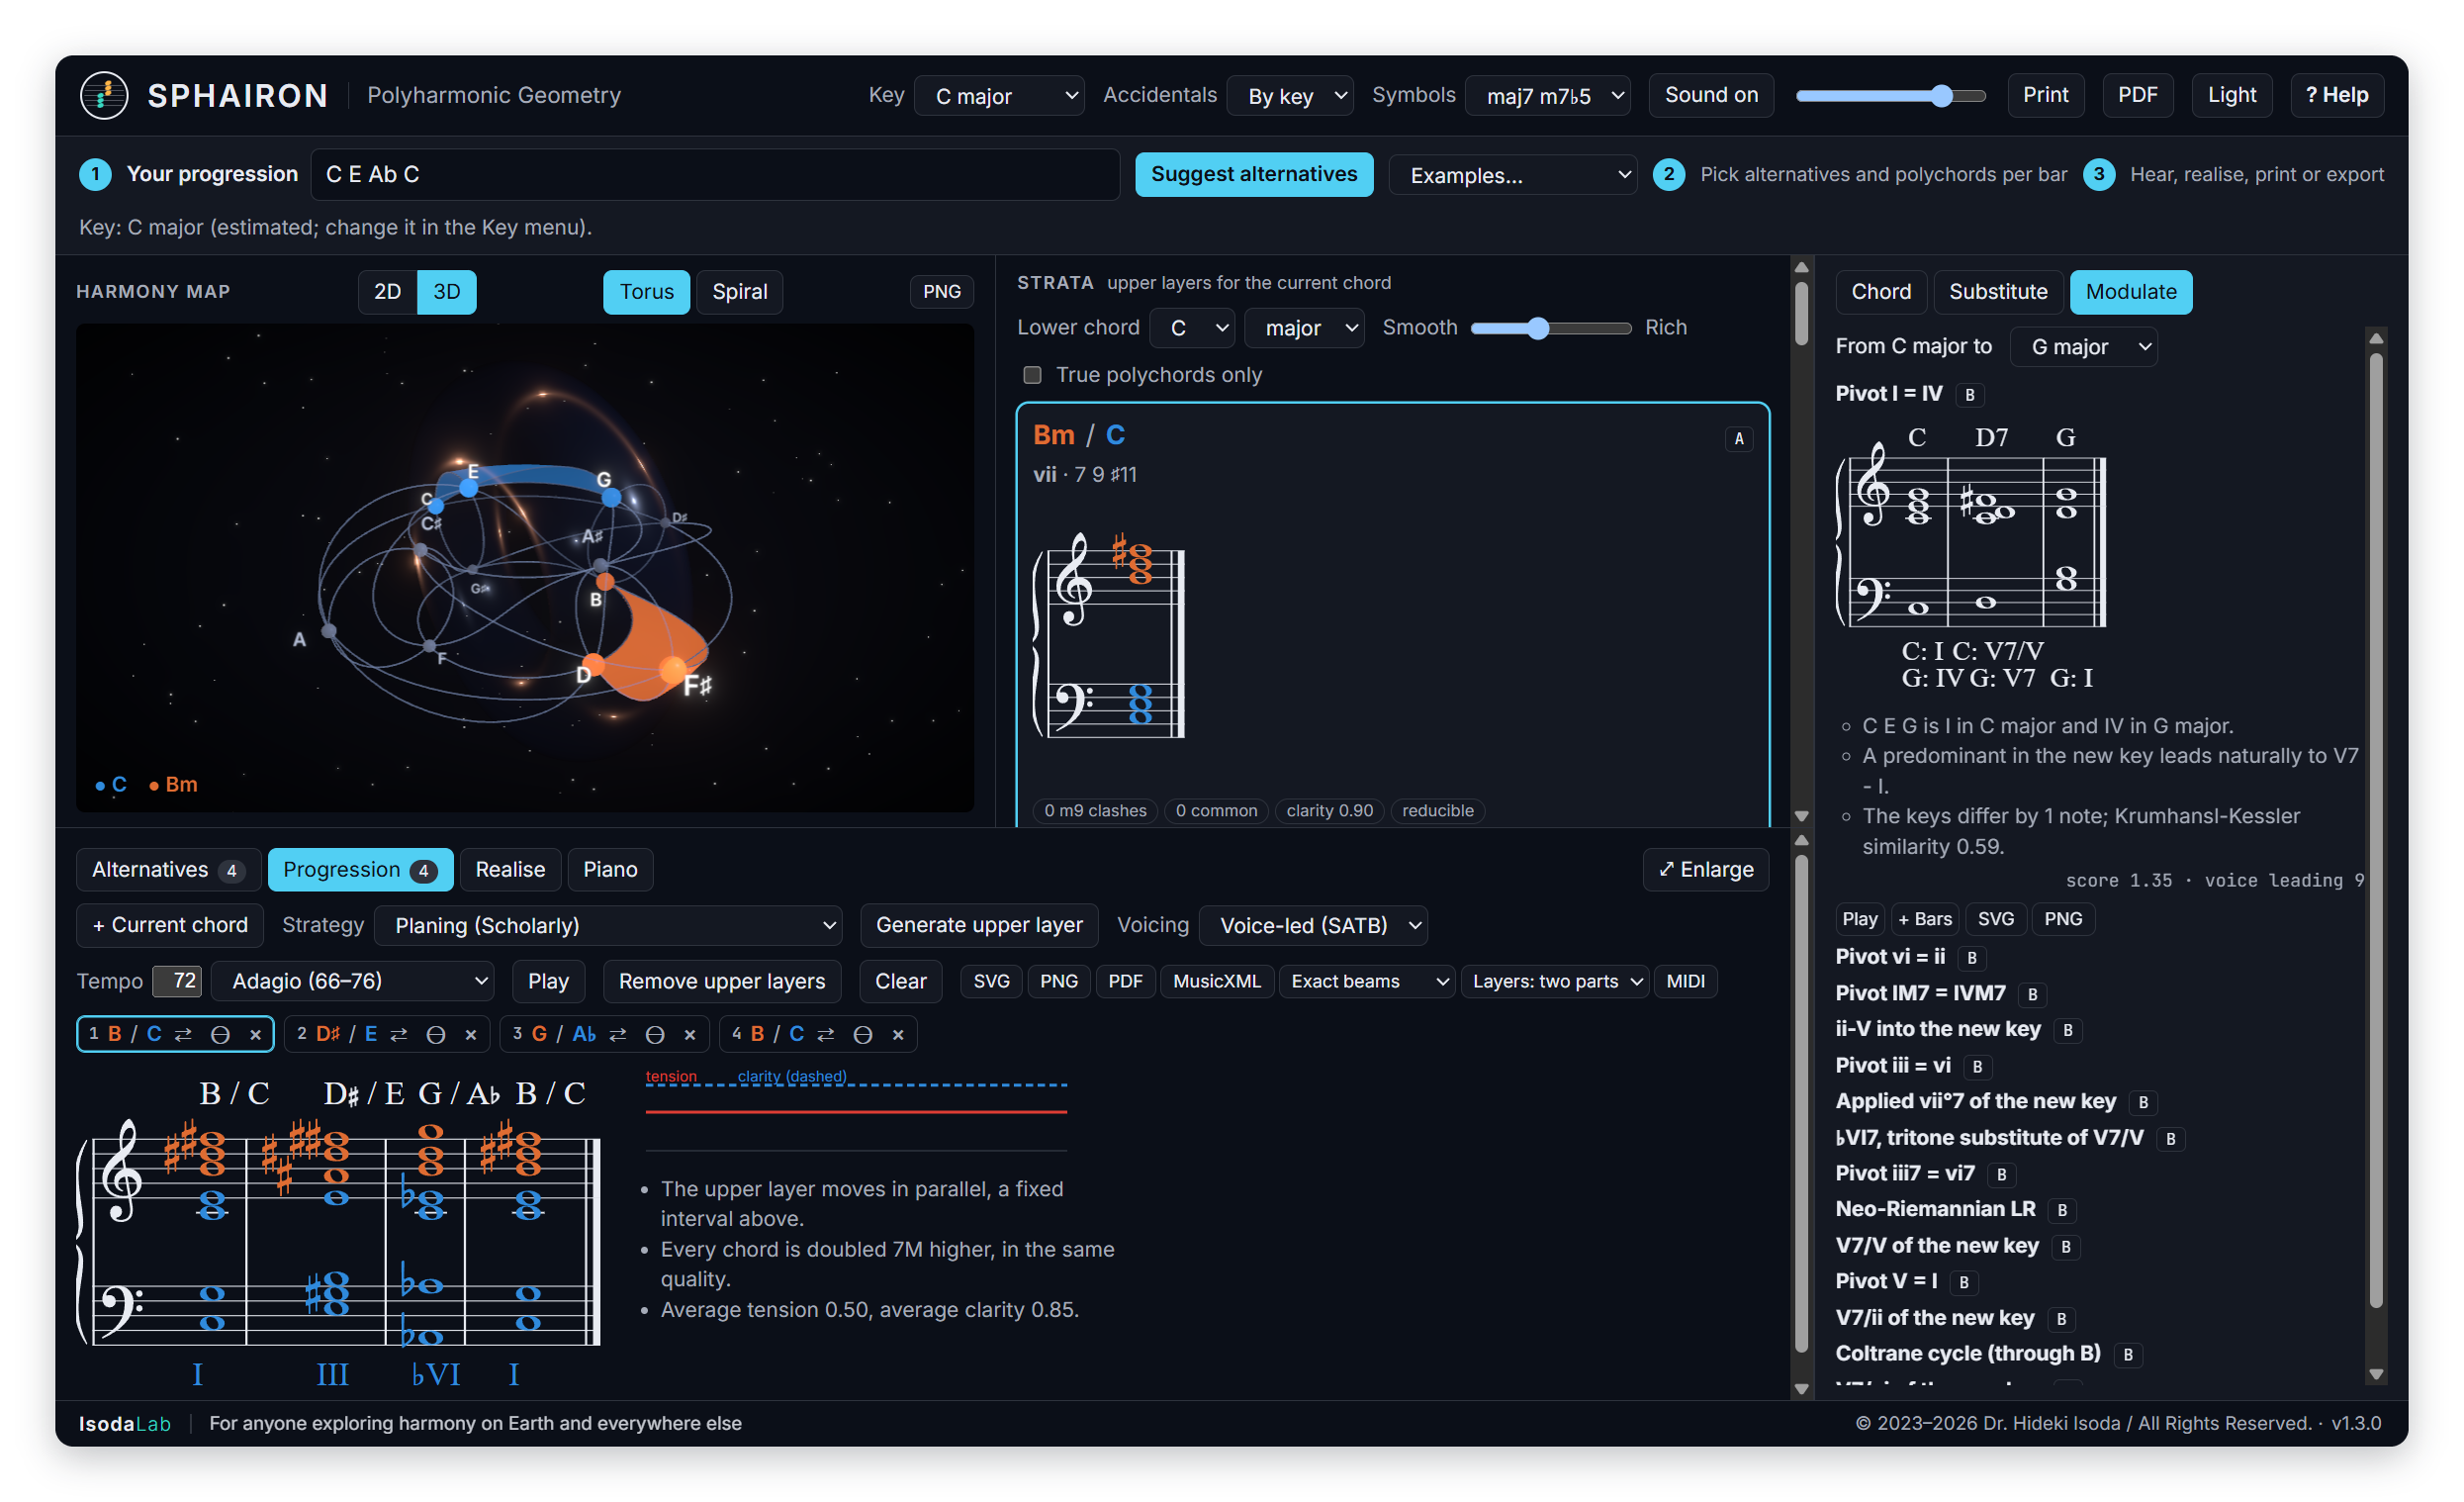 SPHAIRON Polyharmonic Geometry Key C major Accidentals By key Symbols maj7 m7♭5 Sound on Print PDF Light ? Help
1 Your progression C E Ab C Suggest alternatives Examples... 2 Pick alternatives and polychords per bar 3 Hear, realise, print or export
Key: C major (estimated; change it in the Key menu).
HARMONY MAP 2D 3D Torus Spiral PNG
E
G
C
C♯
D♯
A♯
G♯
B
A
F
D
F♯
C Bm
STRATA upper layers for the current chord
Lower chord C major Smooth Rich
True polychords only
Bm / C A
vii · 7 9 ♯11
0 m9 clashes 0 common clarity 0.90 reducible
Chord Substitute Modulate
From C major to G major
Pivot I = IV B
C D7 G
C: I C: V7/V
G: IV G: V7 G: I
C E G is I in C major and IV in G major.
A predominant in the new key leads naturally to V7
- I.
The keys differ by 1 note; Krumhansl-Kessler
similarity 0.59.
score 1.35 · voice leading 9
Play + Bars SVG PNG
Pivot vi = ii B
Pivot IM7 = IVM7 B
ii-V into the new key B
Pivot iii = vi B
Applied vii°7 of the new key B
♭VI7, tritone substitute of V7/V B
Pivot iii7 = vi7 B
Neo-Riemannian LR B
V7/V of the new key B
Pivot V = I B
V7/ii of the new key B
Coltrane cycle (through B) B
Alternatives 4 Progression 4 Realise Piano ⤢ Enlarge
+ Current chord Strategy Planing (Scholarly) Generate upper layer Voicing Voice-led (SATB)
Tempo 72 Adagio (66–76) Play Remove upper layers Clear SVG PNG PDF MusicXML Exact beams Layers: two parts MIDI
1 B / C ⇄ × 2 D♯ / E ⇄ × 3 G / A♭ ⇄ × 4 B / C ⇄ ×
B / C D♯ / E G / A♭ B / C
I III ♭VI I
tension clarity (dashed)
The upper layer moves in parallel, a fixed
interval above.
Every chord is doubled 7M higher, in the same
quality.
Average tension 0.50, average clarity 0.85.
IsodaLab For anyone exploring harmony on Earth and everywhere else © 2023–2026 Dr. Hideki Isoda / All Rights Reserved. · v1.3.0